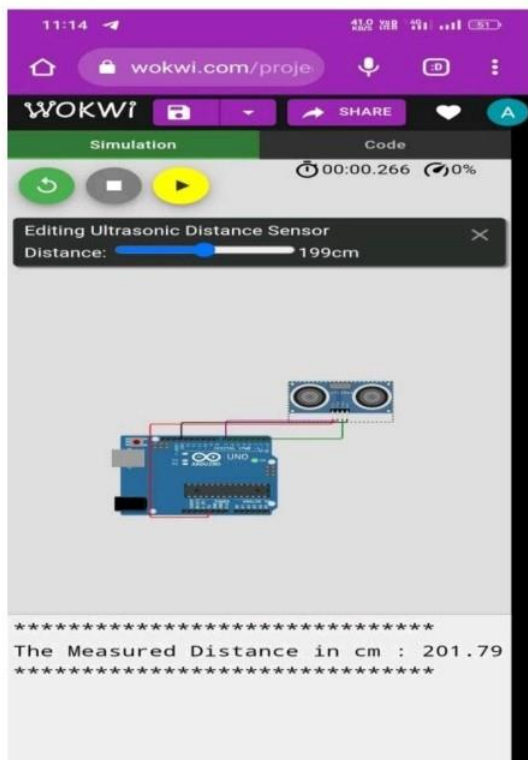 11:14
wokwi.com/proje
:D
WOKWI
SHARE
A
Simulation
Code
00:00.266
0%
Editing Ultrasonic Distance Sensor
Distance:
199cm
UNO
ARDUINO
*******************************
The Measured Distance in cm : 201.79
*******************************